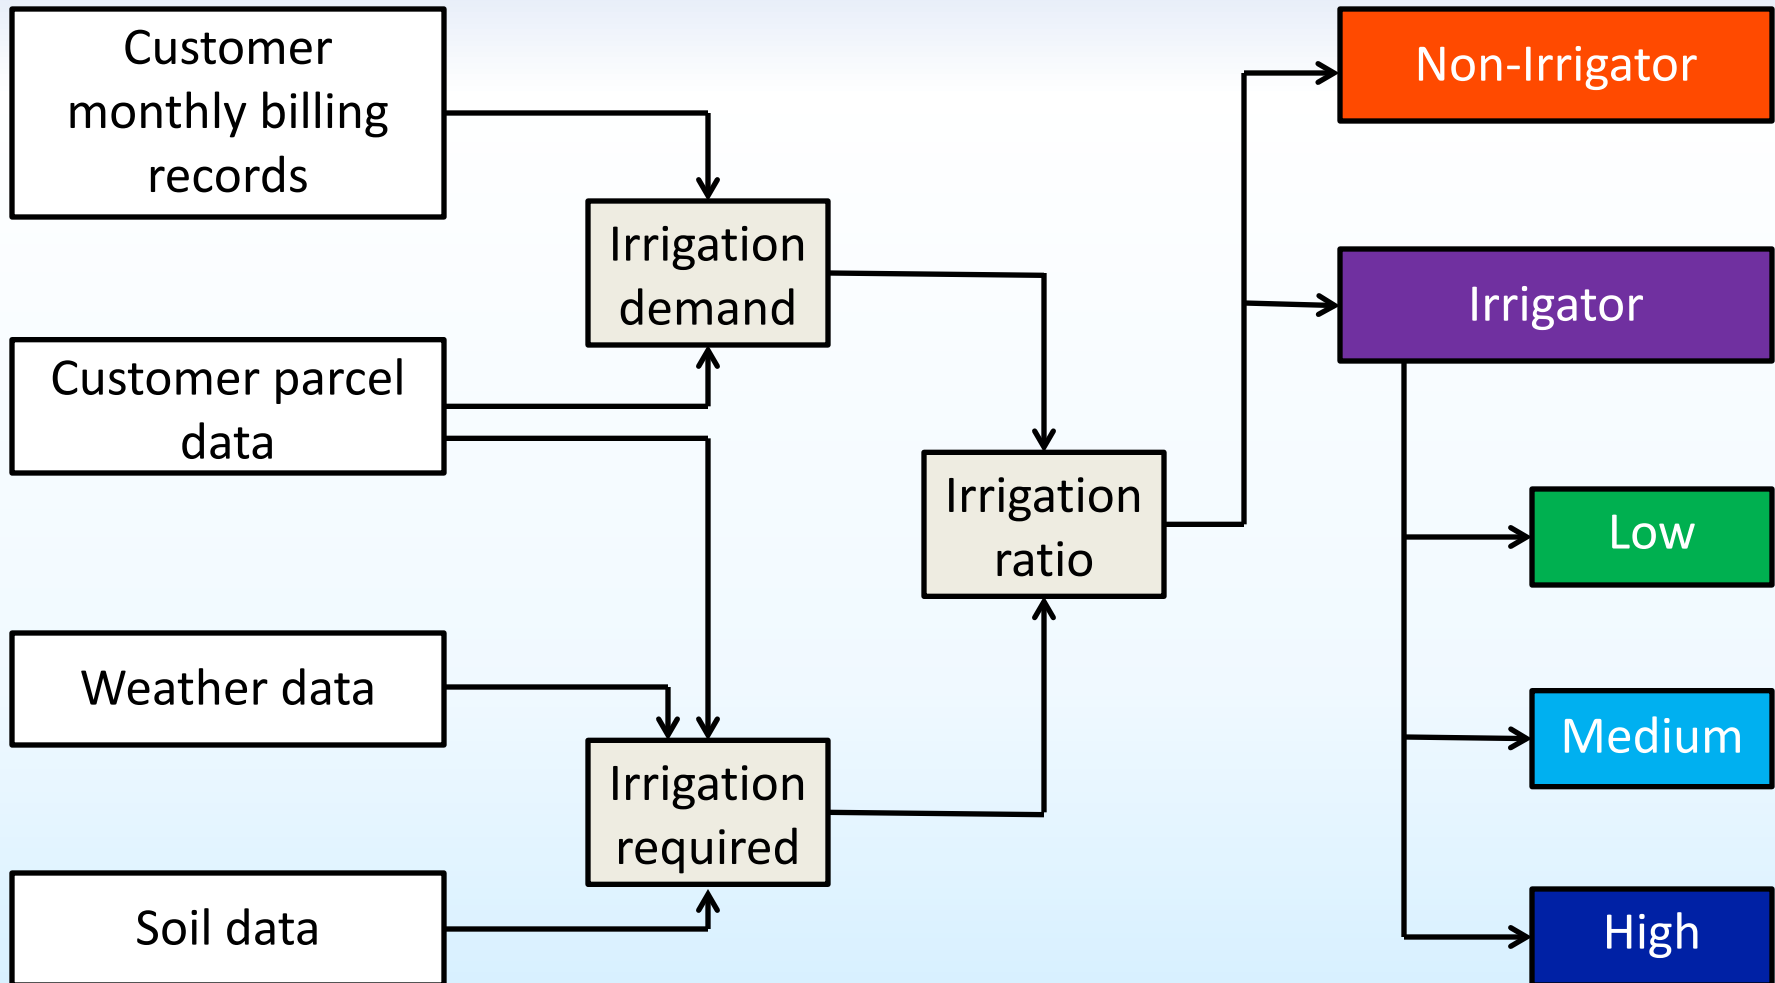 Customer
monthly billing
records
Customer parcel
data
Weather data
Soil data
Irrigation
demand
Irrigation
required
Irrigation
ratio
Non-Irrigator
Irrigator
Low
Medium
High